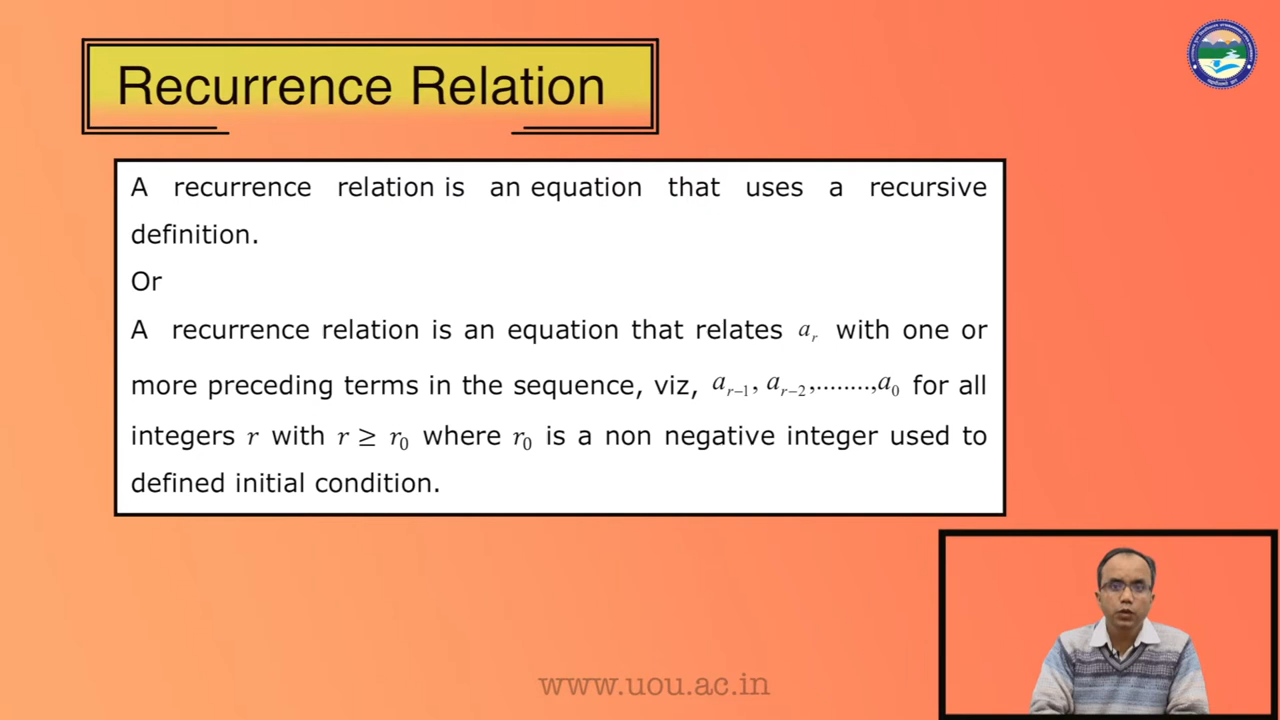 Recurrence Relation
A recurrence relation is an equation that uses a recursive
definition.
Or
A recurrence relation is an equation that relates a_r with one or
more preceding terms in the sequence, viz, a_{r−1}, a_{r−2},........,a_0 for all
integers r with r ≥ r_0 where r_0 is a non negative integer used to
defined initial condition.
www.uou.ac.in